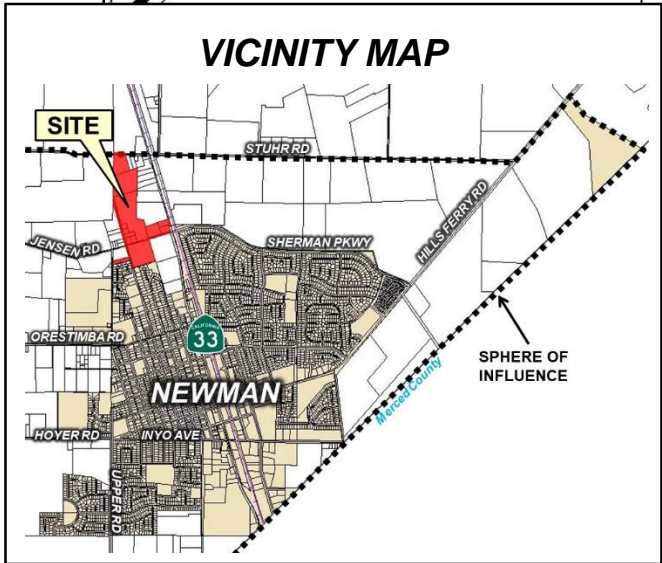 VICINITY MAP
SITE
STUHR RD
HILLS FERRY RD
JENSEN RD
SHERMAN PKWY
ORESTIMBA RD
CALIFORNIA
33
SPHERE OF
INFLUENCE
NEWMAN
Merced County
HOYER RD
INYO AVE
UPPER RD